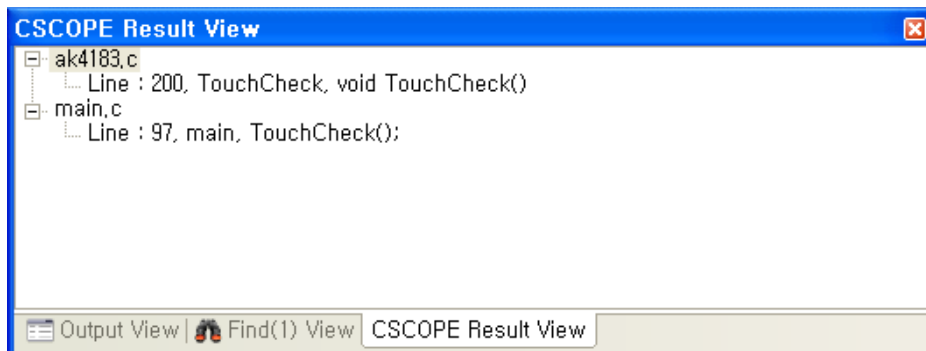 CSCOPE Result View
ak4183,c
Line : 200, TouchCheck, void TouchCheck()
main,c
Line : 97, main, TouchCheck();
Output View Find(1) View CSCOPE Result View